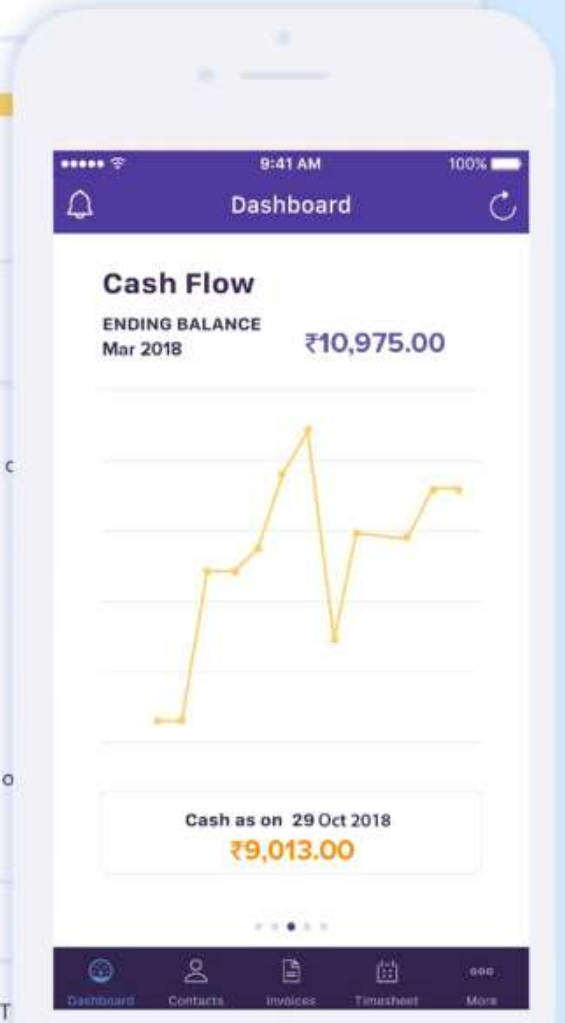 9:41 AM 100%
Dashboard
Cash Flow
ENDING BALANCE
Mar 2018 ₹10,975.00
c
o
Cash as on 29 Oct 2018
₹9,013.00
T
Dashboard Contacts Invoices Timesheet More